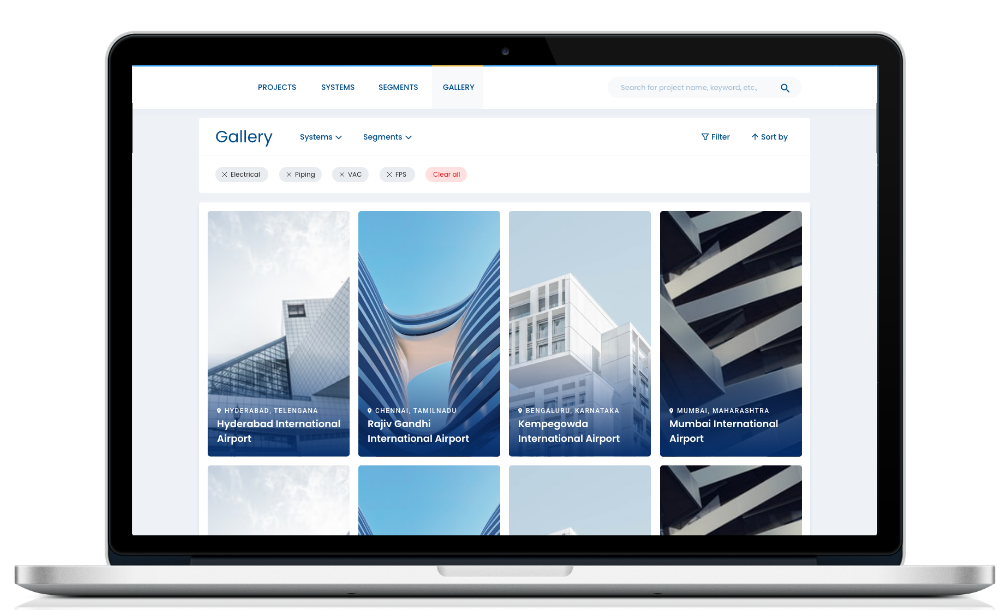 PROJECTS SYSTEMS SEGMENTS GALLERY Search for project name, keyword, etc.,
Gallery Systems Segments Filter Sort by
Electrical Piping VAC FPS Clear all
HYDERABAD, TELENGANA
Hyderabad International
Airport
CHENNAI, TAMILNADU
Rajiv Gandhi
International Airport
BENGALURU, KARNATAKA
Kempegowda
International Airport
MUMBAI, MAHARASHTRA
Mumbai International
Airport